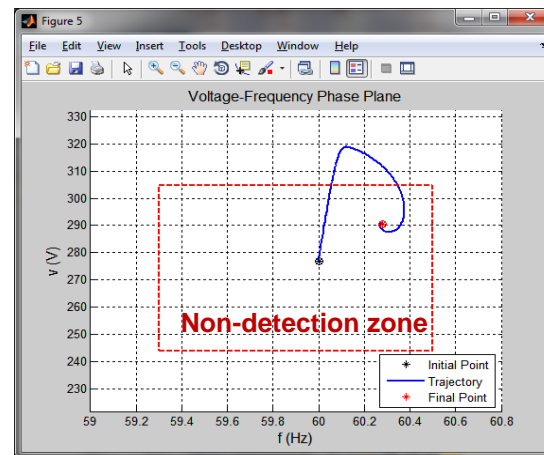 Figure 5
File Edit View Insert Tools Desktop Window Help
Voltage-Frequency Phase Plane
330
320
310
300
290
280
270
260
250
240
230
v (V)
Non-detection zone
Initial Point
Trajectory
Final Point
59 59.2 59.4 59.6 59.8 60 60.2 60.4 60.6 60.8
f (Hz)